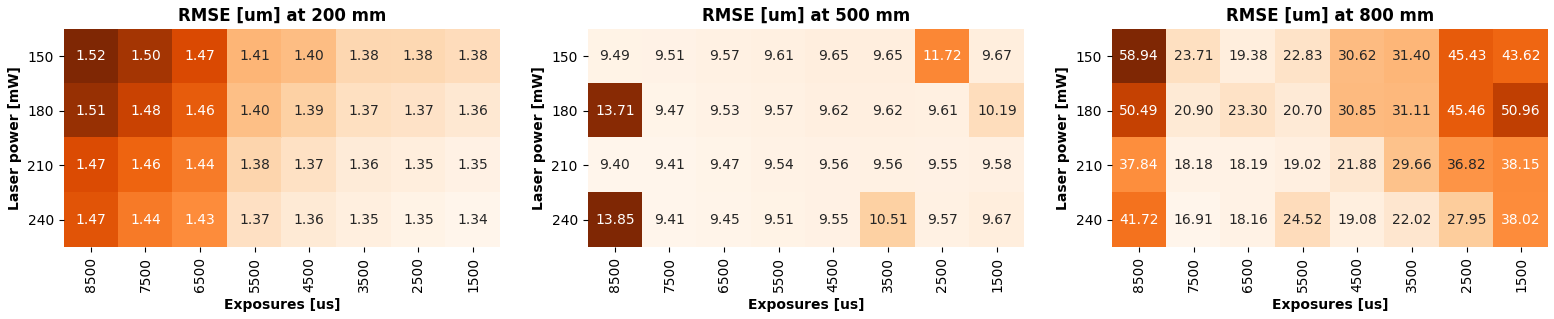 RMSE [um] at 200 mm
Laser power [mW]
150 1.52 1.50 1.47 1.41 1.40 1.38 1.38 1.38
180 1.51 1.48 1.46 1.40 1.39 1.37 1.37 1.36
210 1.47 1.46 1.44 1.38 1.37 1.36 1.35 1.35
240 1.47 1.44 1.43 1.37 1.36 1.35 1.35 1.34
8500 7500 6500 5500 4500 3500 2500 1500
Exposures [us]
RMSE [um] at 500 mm
Laser power [mW]
150 9.49 9.51 9.57 9.61 9.65 9.65 11.72 9.67
180 13.71 9.47 9.53 9.57 9.62 9.62 9.61 10.19
210 9.40 9.41 9.47 9.54 9.56 9.56 9.55 9.58
240 13.85 9.41 9.45 9.51 9.55 10.51 9.57 9.67
8500 7500 6500 5500 4500 3500 2500 1500
Exposures [us]
RMSE [um] at 800 mm
Laser power [mW]
150 58.94 23.71 19.38 22.83 30.62 31.40 45.43 43.62
180 50.49 20.90 23.30 20.70 30.85 31.11 45.46 50.96
210 37.84 18.18 18.19 19.02 21.88 29.66 36.82 38.15
240 41.72 16.91 18.16 24.52 19.08 22.02 27.95 38.02
8500 7500 6500 5500 4500 3500 2500 1500
Exposures [us]